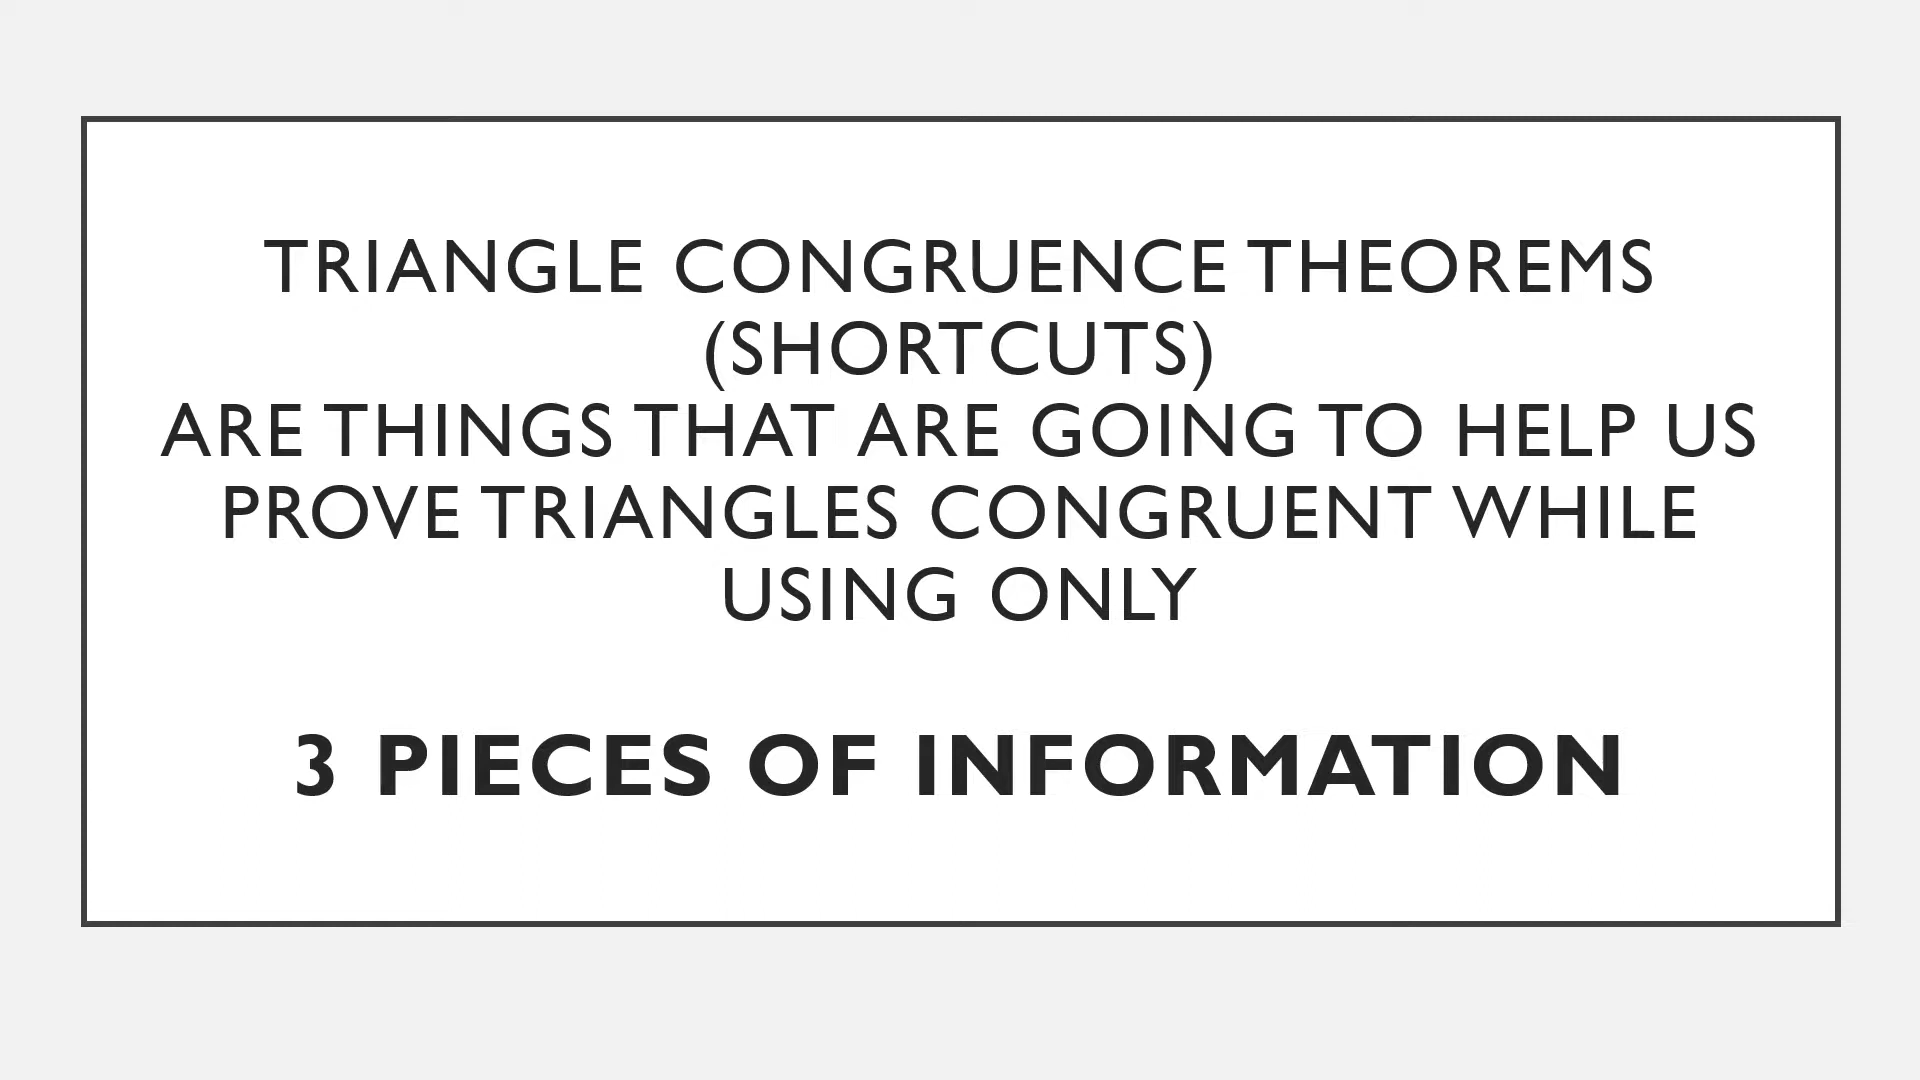 TRIANGLE CONGRUENCE THEOREMS
(SHORTCUTS)
ARE THINGS THAT ARE GOING TO HELP US
PROVE TRIANGLES CONGRUENT WHILE
USING ONLY
3 PIECES OF INFORMATION